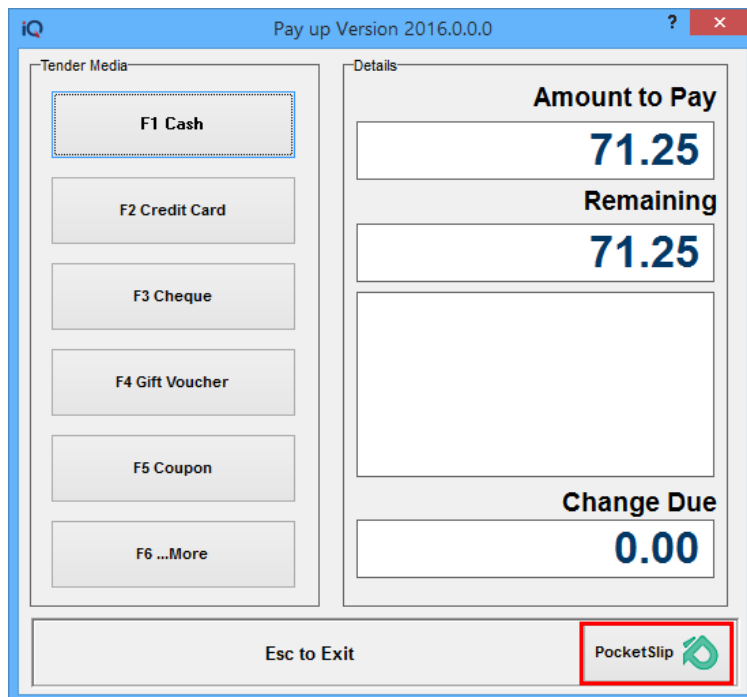 iQ
Pay up Version 2016.0.0.0
?
Tender Media
F1 Cash
F2 Credit Card
F3 Cheque
F4 Gift Voucher
F5 Coupon
F6 ...More
Details
Amount to Pay
71.25
Remaining
71.25
Change Due
0.00
Esc to Exit
PocketSlip